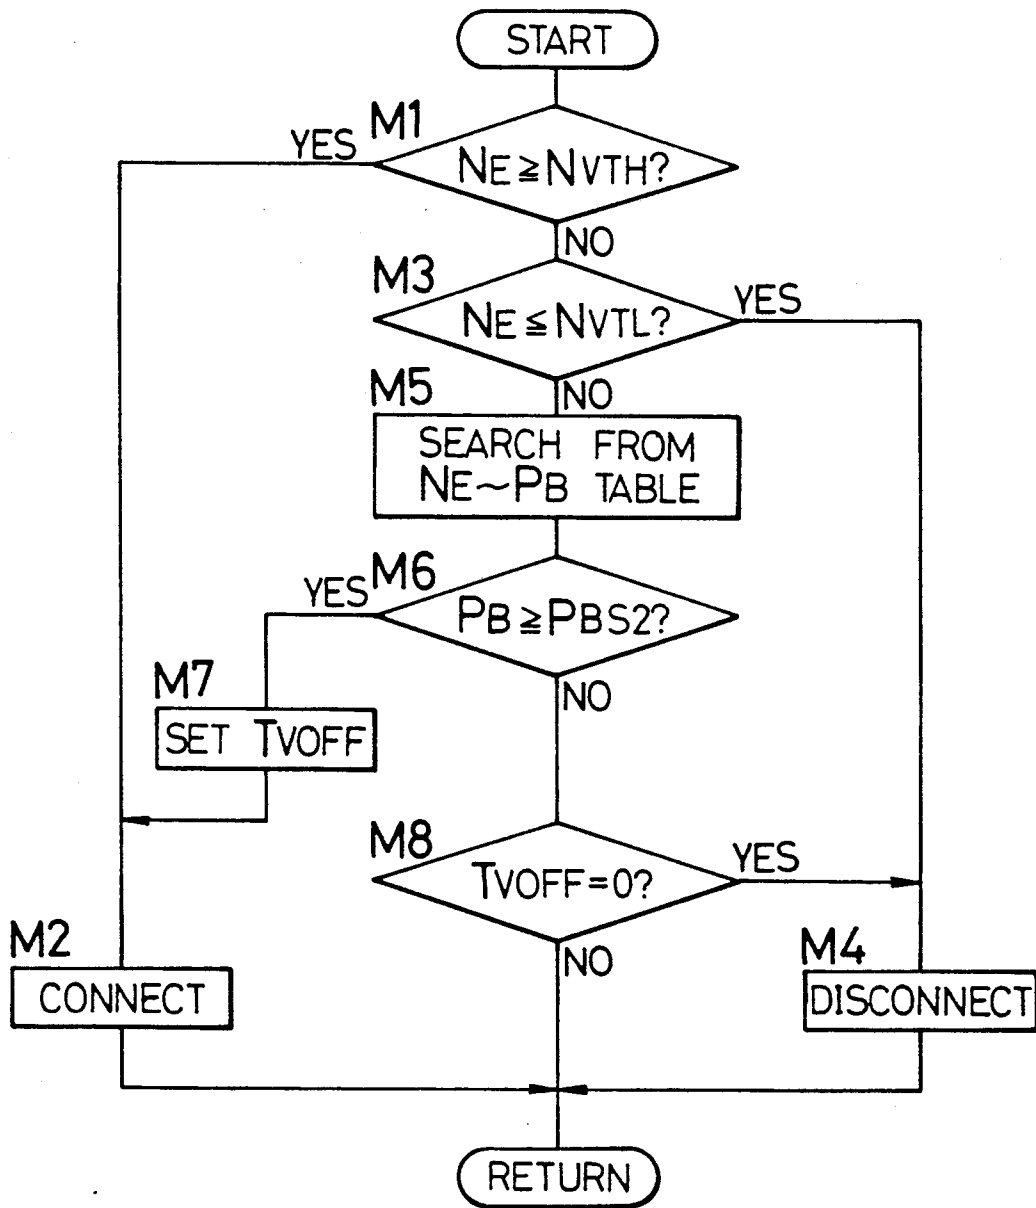 START
M1
YES
NE≧NVTH?
NO
M3
YES
NE≦NVTL?
M5
NO
SEARCH FROM
NE~PB TABLE
YES
M6
PB≧PBS2?
NO
M7
SET TVOFF
M8
YES
TVOFF=0?
NO
M2
CONNECT
M4
DISCONNECT
RETURN